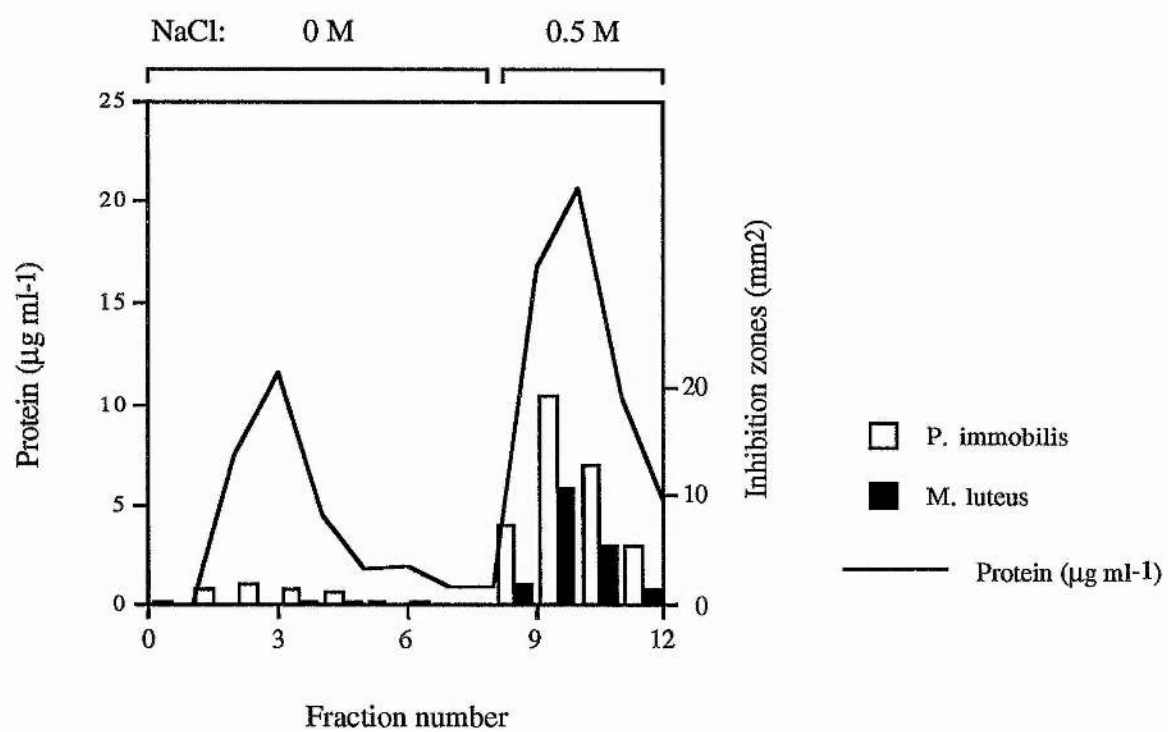 NaCl: 0 M 0.5 M
25
20
15
10
5
0
Protein (µg ml-1)
20
10
0
Inhibition zones (mm2)
0 3 6 9 12
Fraction number
P. immobilis
M. luteus
Protein (µg ml-1)